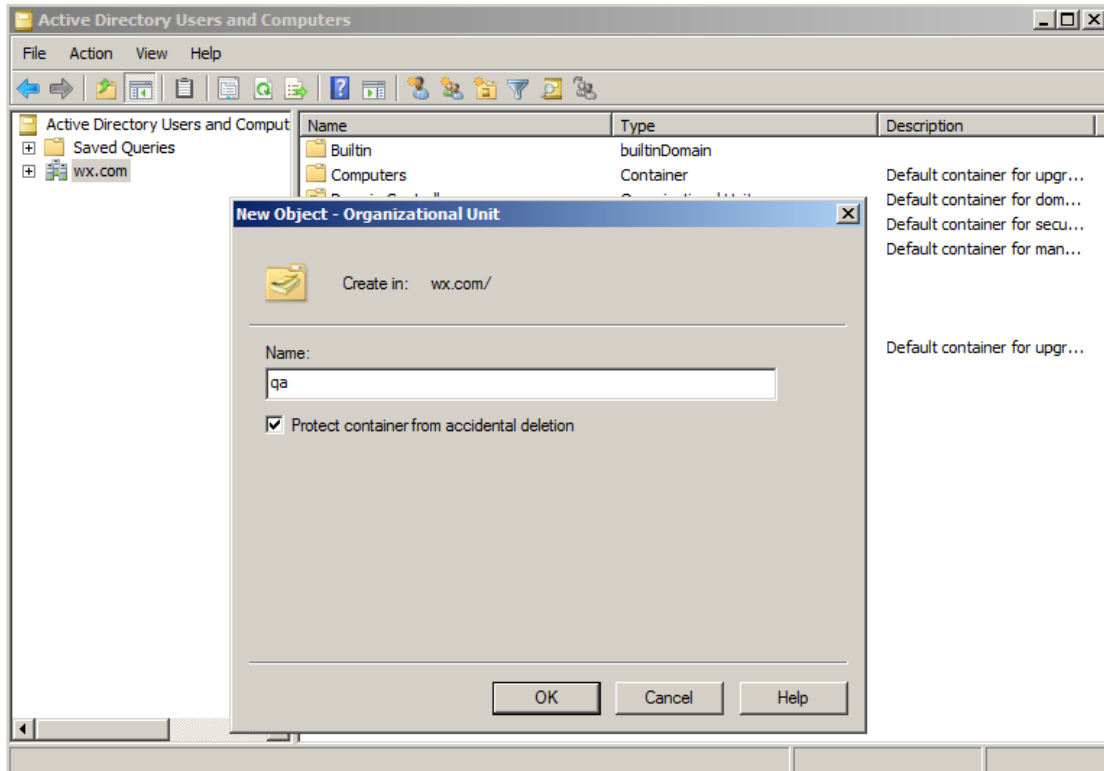 Active Directory Users and Computers
File Action View Help
Active Directory Users and Comput
Saved Queries
wx.com
Name Type Description
Builtin builtinDomain
Computers Container Default container for upgr...
Default container for dom...
Default container for secu...
Default container for man...
Default container for upgr...
New Object - Organizational Unit
Create in: wx.com/
Name:
qa
Protect container from accidental deletion
OK Cancel Help